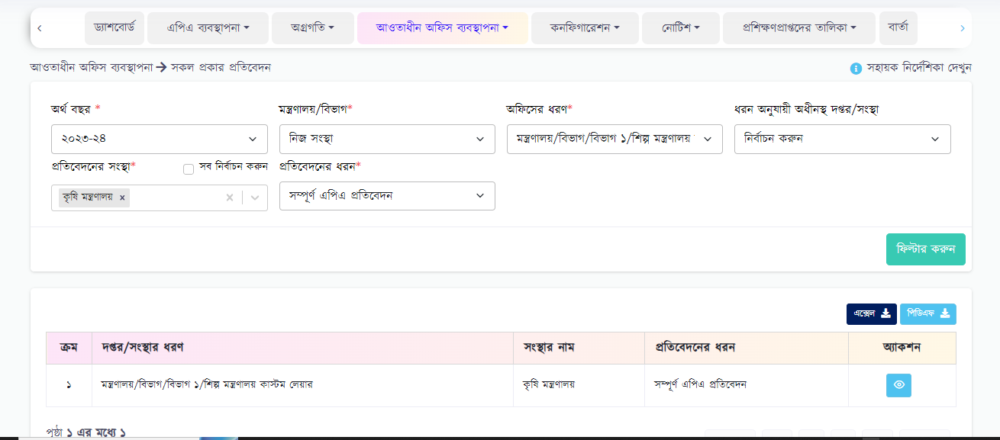 ড্যাশবোর্ড এপিএ ব্যবস্থাপনা অগ্রগতি আওতাধীন অফিস ব্যবস্থাপনা কনফিগারেশন নোটিশ প্রশিক্ষণপ্রাপ্তদের তালিকা বার্তা
আওতাধীন অফিস ব্যবস্থাপনা → সকল প্রকার প্রতিবেদন সহায়ক নির্দেশিকা দেখুন
অর্থ বছর * মন্ত্রণালয়/বিভাগ* অফিসের ধরণ* ধরন অনুযায়ী অধীনস্থ দপ্তর/সংস্থা
২০২৩-২৪ নিজ সংস্থা মন্ত্রণালয়/বিভাগ/বিভাগ ১/শিল্প মন্ত্রণালয় নির্বাচন করুন
প্রতিবেদনের সংস্থা* সব নির্বাচন করুন প্রতিবেদনের ধরন*
কৃষি মন্ত্রণালয় × সম্পূর্ণ এপিএ প্রতিবেদন
ফিল্টার করুন
এক্সেল পিডিএফ
ক্রম দপ্তর/সংস্থার ধরণ সংস্থার নাম প্রতিবেদনের ধরন অ্যাকশন
১ মন্ত্রণালয়/বিভাগ/বিভাগ ১/শিল্প মন্ত্রণালয় কাস্টম লেয়ার কৃষি মন্ত্রণালয় সম্পূর্ণ এপিএ প্রতিবেদন
পৃষ্ঠা ১ এর মধ্যে ১